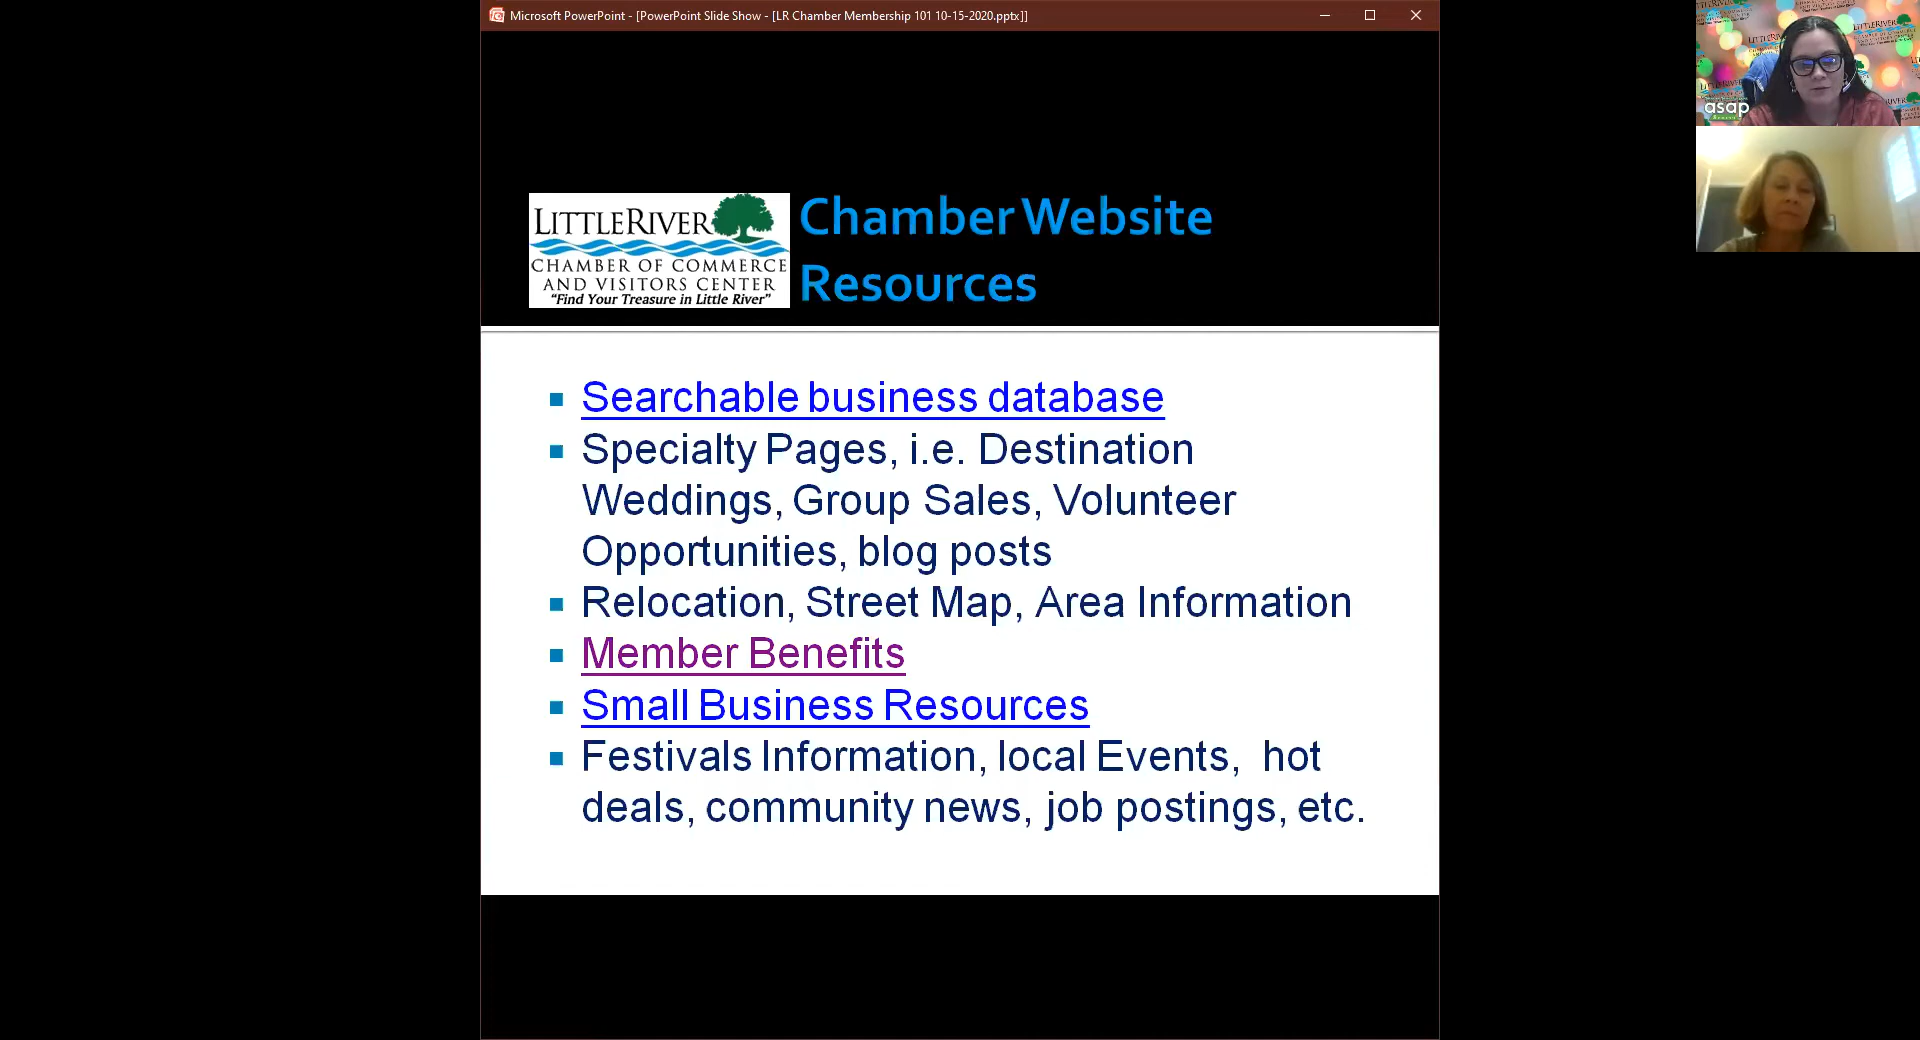 Microsoft PowerPoint - [PowerPoint Slide Show - [LR Chamber Membership 101 10-15-2020.pptx]]
LITTLE RIVER
CHAMBER OF COMMERCE
AND VISITORS CENTER
"Find Your Treasure in Little River"
Chamber Website
Resources
Searchable business database
Specialty Pages, i.e. Destination
Weddings, Group Sales, Volunteer
Opportunities, blog posts
Relocation, Street Map, Area Information
Member Benefits
Small Business Resources
Festivals Information, local Events,  hot
deals, community news, job postings, etc.
asap